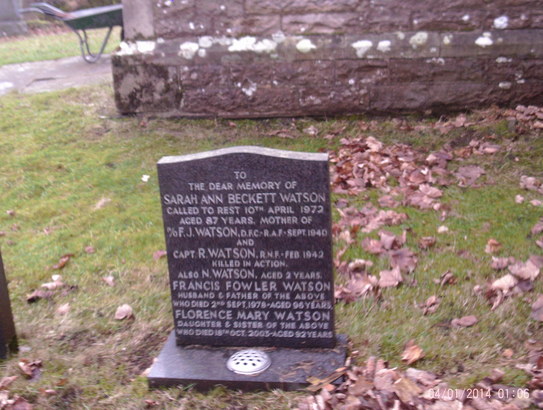 TO
THE DEAR MEMORY OF
SARAH ANN BECKETT WATSON
CALLED TO REST 10TH APRIL 1972
AGED 87 YEARS, MOTHER OF
P/O F.J. WATSON, D.F.C.-R.A.F-SEPT.1940
AND
CAPT. R. WATSON, R.N.F.-FEB 1942
KILLED IN ACTION.
ALSO N. WATSON, AGED 2 YEARS.
FRANCIS FOWLER WATSON
HUSBAND & FATHER OF THE ABOVE
WHO DIED 2ND SEPT. 1978-AGED 96 YEARS.
FLORENCE MARY WATSON
DAUGHTER & SISTER OF THE ABOVE
WHO DIED 18TH OCT. 2003-AGED 92 YEARS
04/01/2014 01:06